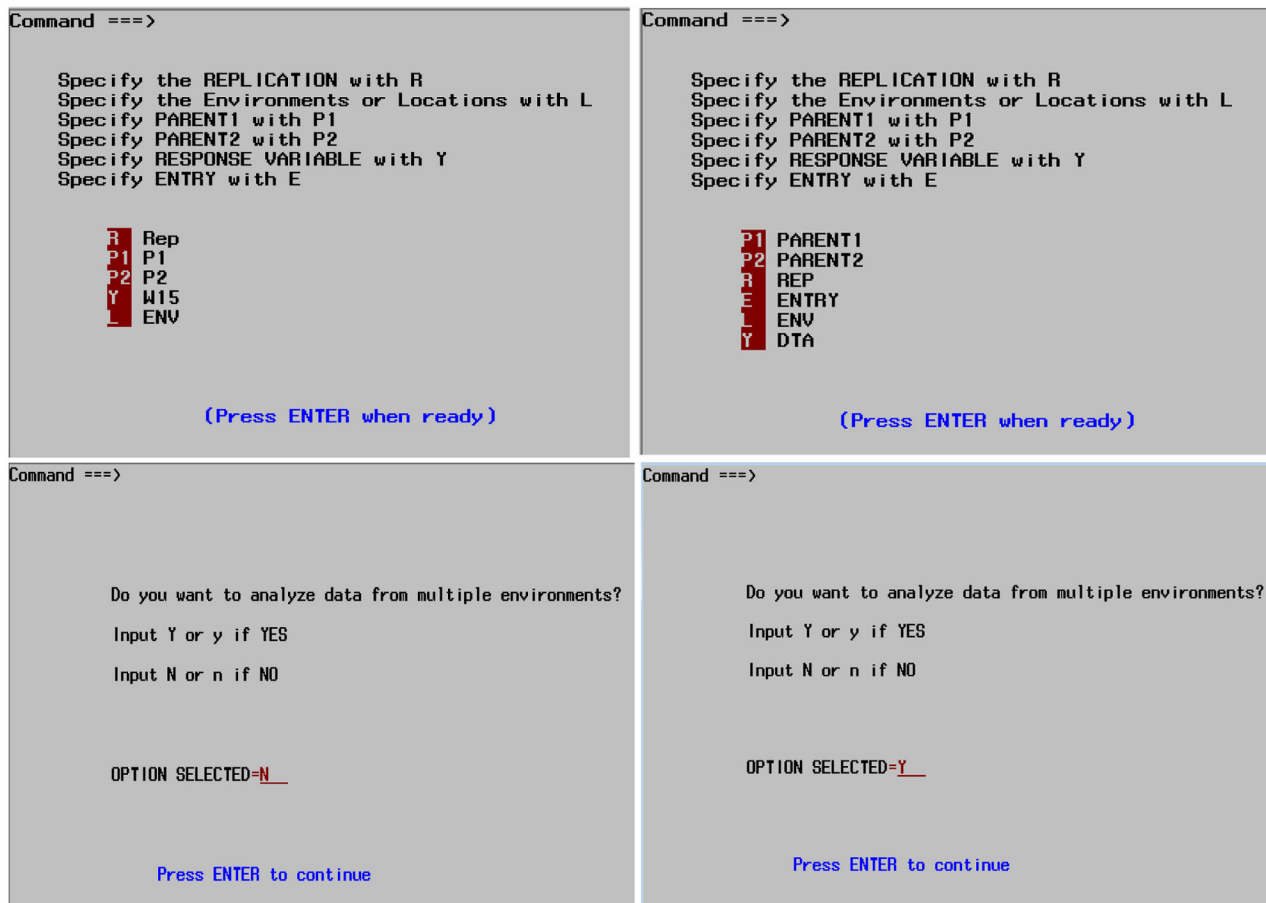 Command ===>
Specify the REPLICATION with R
Specify the Environments or Locations with L
Specify PARENT1 with P1
Specify PARENT2 with P2
Specify RESPONSE VARIABLE with Y
Specify ENTRY with E
R Rep
P1 P1
P2 P2
Y W15
L ENV
(Press ENTER when ready)
Command ===>
Specify the REPLICATION with R
Specify the Environments or Locations with L
Specify PARENT1 with P1
Specify PARENT2 with P2
Specify RESPONSE VARIABLE with Y
Specify ENTRY with E
P1 PARENT1
P2 PARENT2
R REP
E ENTRY
L ENV
Y DTA
(Press ENTER when ready)
Command ===>
Do you want to analyze data from multiple environments?
Input Y or y if YES
Input N or n if NO
OPTION SELECTED=N
Press ENTER to continue
Command ===>
Do you want to analyze data from multiple environments?
Input Y or y if YES
Input N or n if NO
OPTION SELECTED=Y
Press ENTER to continue